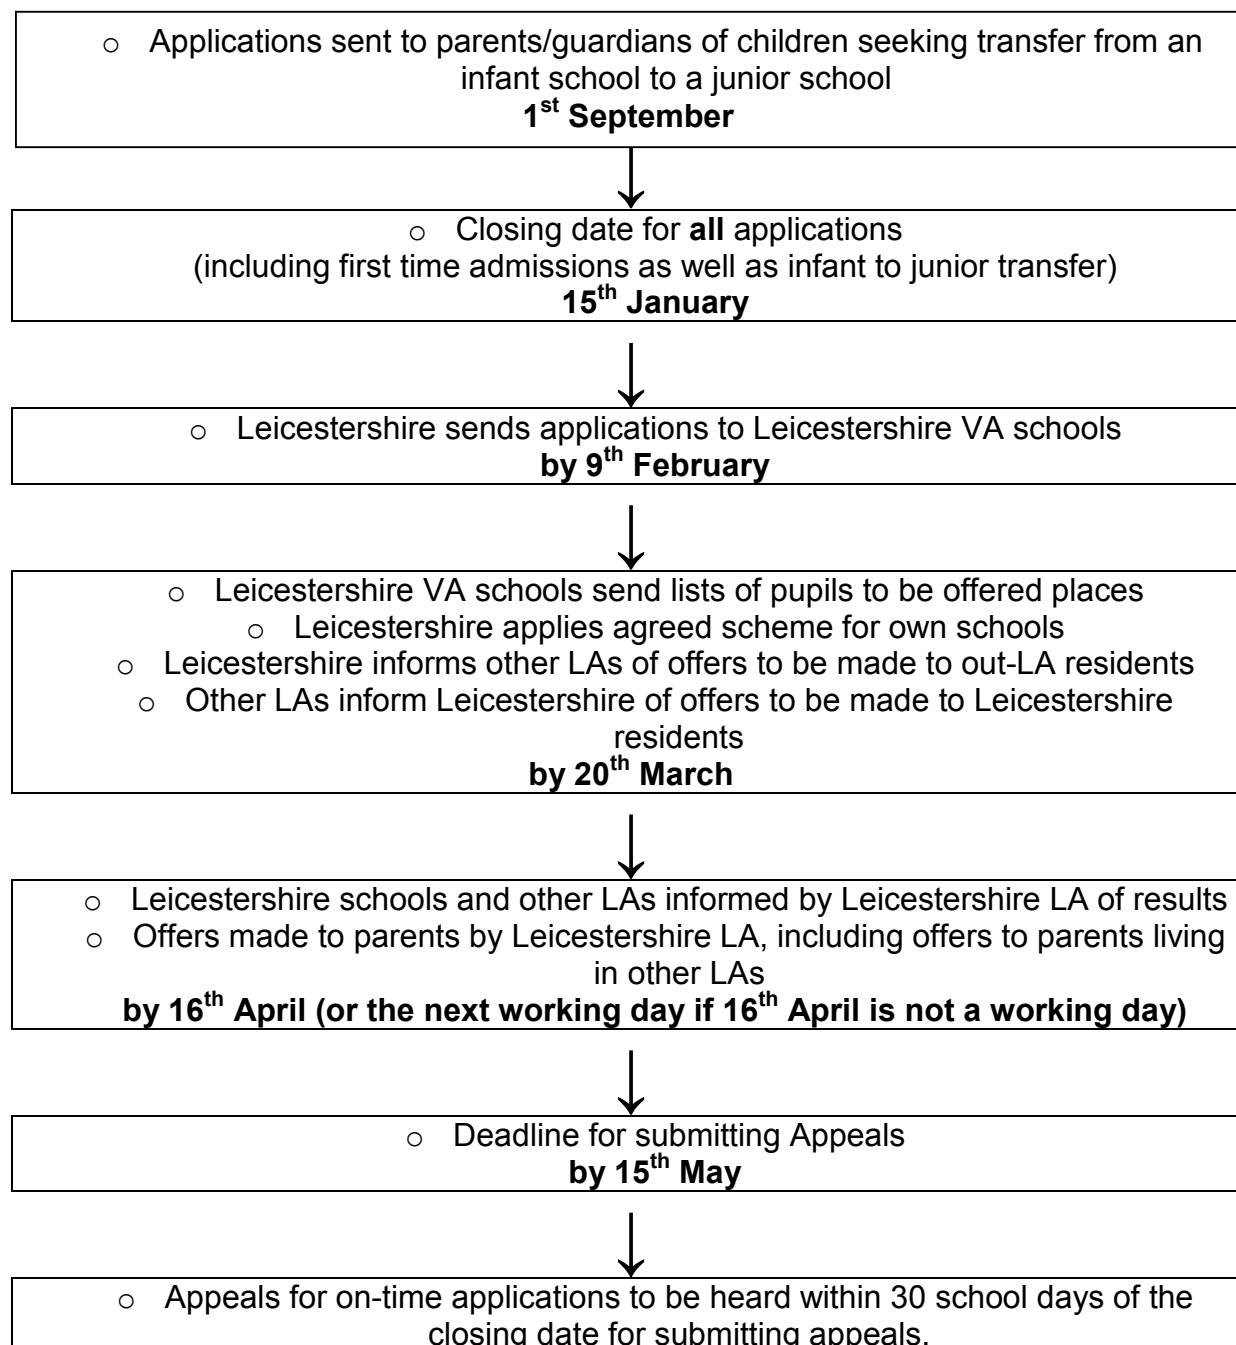 ○ Applications sent to parents/guardians of children seeking transfer from an
infant school to a junior school
1st September
○ Closing date for all applications
(including first time admissions as well as infant to junior transfer)
15th January
○ Leicestershire sends applications to Leicestershire VA schools
by 9th February
○ Leicestershire VA schools send lists of pupils to be offered places
○ Leicestershire applies agreed scheme for own schools
○ Leicestershire informs other LAs of offers to be made to out-LA residents
○ Other LAs inform Leicestershire of offers to be made to Leicestershire
residents
by 20th March
○ Leicestershire schools and other LAs informed by Leicestershire LA of results
○ Offers made to parents by Leicestershire LA, including offers to parents living
in other LAs
by 16th April (or the next working day if 16th April is not a working day)
○ Deadline for submitting Appeals
by 15th May
○ Appeals for on-time applications to be heard within 30 school days of the
closing date for submitting appeals.